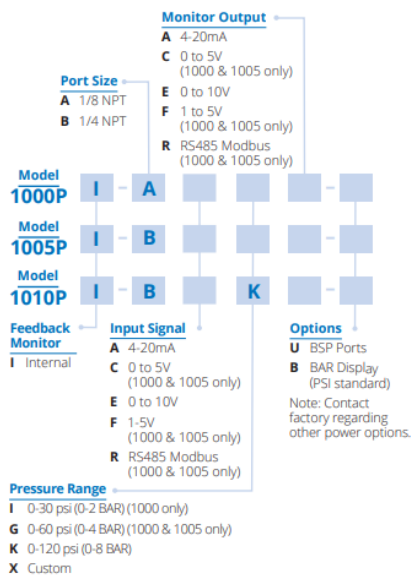 Monitor Output
A 4-20mA
C 0 to 5V
(1000 & 1005 only)
E 0 to 10V
F 1 to 5V
(1000 & 1005 only)
R RS485 Modbus
(1000 & 1005 only)
Port Size
A 1/8 NPT
B 1/4 NPT
Model
1000P I - A -
Model
1005P I - B -
Model
1010P I - B K -
Feedback
Monitor
I Internal
Input Signal
A 4-20mA
C 0 to 5V
(1000 & 1005 only)
E 0 to 10V
F 1-5V
(1000 & 1005 only)
R RS485 Modbus
(1000 & 1005 only)
Options
U BSP Ports
B BAR Display
(PSI standard)
Note: Contact
factory regarding
other power options.
Pressure Range
I 0-30 psi (0-2 BAR) (1000 only)
G 0-60 psi (0-4 BAR) (1000 & 1005 only)
K 0-120 psi (0-8 BAR)
X Custom